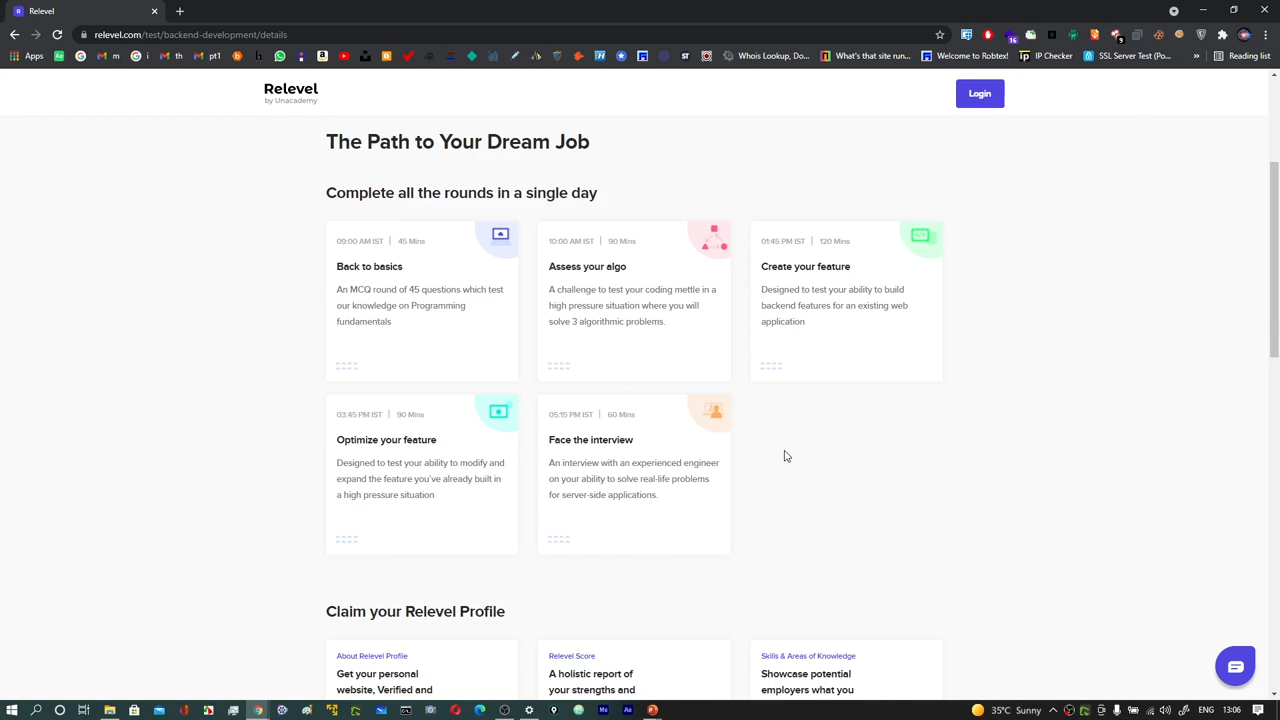 Relevel
relevel.com/test/backend-development1/details
Apps
M th
G i
M pt1
Whois Lookup, Do...
What's that site run...
Welcome to Robtex!
IP Checker
SSL Server Test (Po...
»
Reading list
Relevel
by Unacademy
Login
The Path to Your Dream Job
Complete all the rounds in a single day
09:00 AM IST | 45 Mins
Back to basics
An MCQ round of 45 questions which test
our knowledge on Programming
fundamentals
10:00 AM IST | 90 Mins
Assess your algo
A challenge to test your coding mettle in a
high pressure situation where you will
solve 3 algorithmic problems.
01:45 PM IST | 120 Mins
Create your feature
Designed to test your ability to build
backend features for an existing web
application
03:45 PM IST | 90 Mins
Optimize your feature
Designed to test your ability to modify and
expand the feature you've already built in
a high pressure situation
05:15 PM IST | 60 Mins
Face the interview
An interview with an experienced engineer
on your ability to solve real-life problems
for server-side applications.
Claim your Relevel Profile
About Relevel Profile
Get your personal
website, Verified and
Relevel Score
A holistic report of
your strengths and
Skills & Areas of Knowledge
Showcase potential
employers what you
35°C Sunny
ENG
13:06